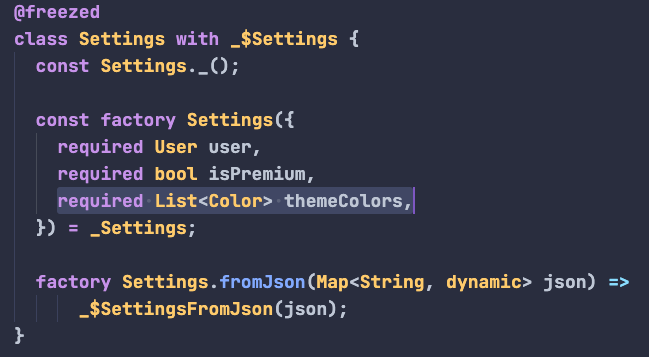 @freezed
class Settings with _$Settings {
  const Settings._();

  const factory Settings({
    required User user,
    required bool isPremium,
    required List<Color> themeColors,
  }) = _Settings;

  factory Settings.fromJson(Map<String, dynamic> json) =>
      _$SettingsFromJson(json);
}